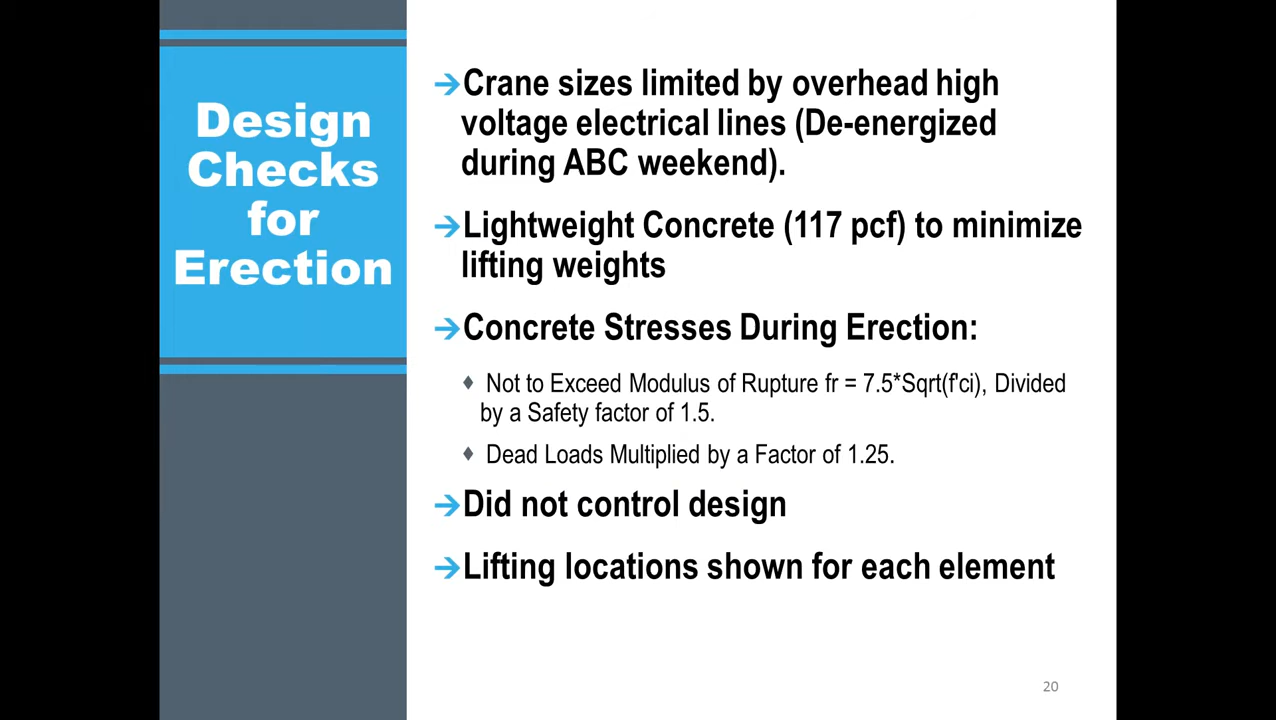 Design
Checks
for
Erection
→Crane sizes limited by overhead high
voltage electrical lines (De-energized
during ABC weekend).
→Lightweight Concrete (117 pcf) to minimize
lifting weights
→Concrete Stresses During Erection:
♦ Not to Exceed Modulus of Rupture fr = 7.5*Sqrt(f'ci), Divided
by a Safety factor of 1.5.
♦ Dead Loads Multiplied by a Factor of 1.25.
→Did not control design
→Lifting locations shown for each element
20